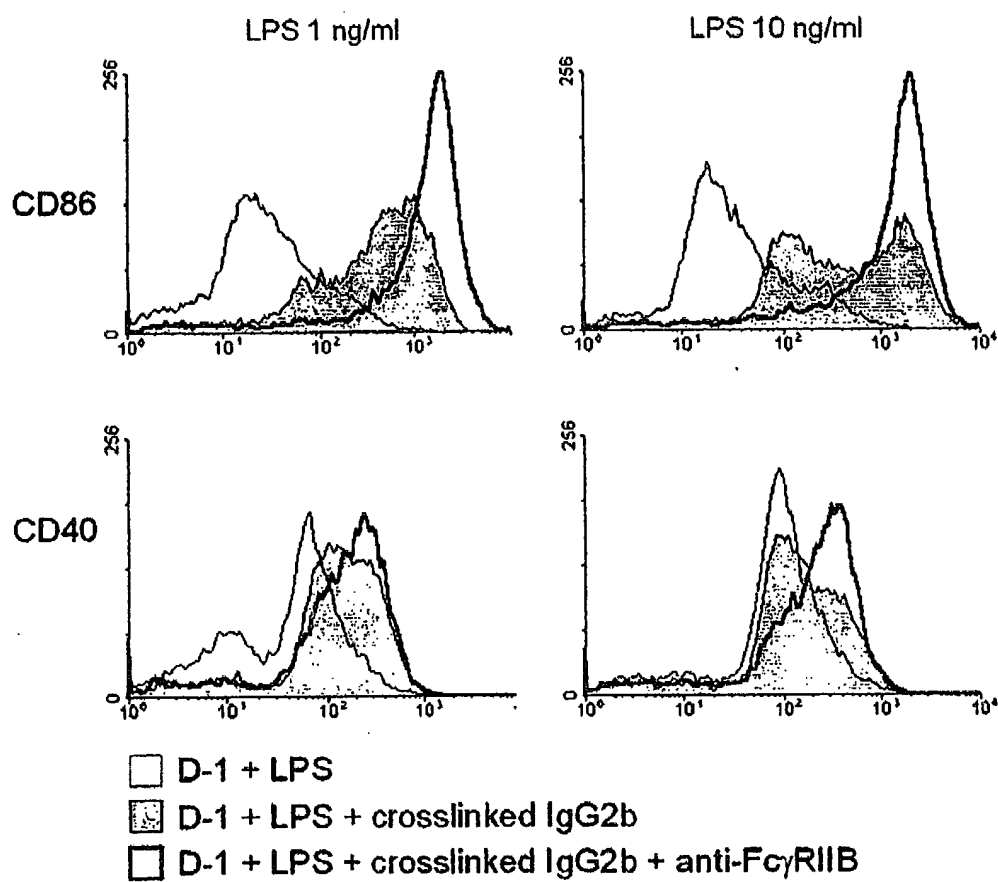 LPS 1 ng/ml
LPS 10 ng/ml
CD86
256
0
10⁰ 10¹ 10² 10³
256
0
10⁰ 10¹ 10² 10³ 10⁴
CD40
256
0
10⁰ 10¹ 10² 10³
256
0
10⁰ 10¹ 10² 10³ 10⁴
D-1 + LPS
D-1 + LPS + crosslinked IgG2b
D-1 + LPS + crosslinked IgG2b + anti-FcγRIIB